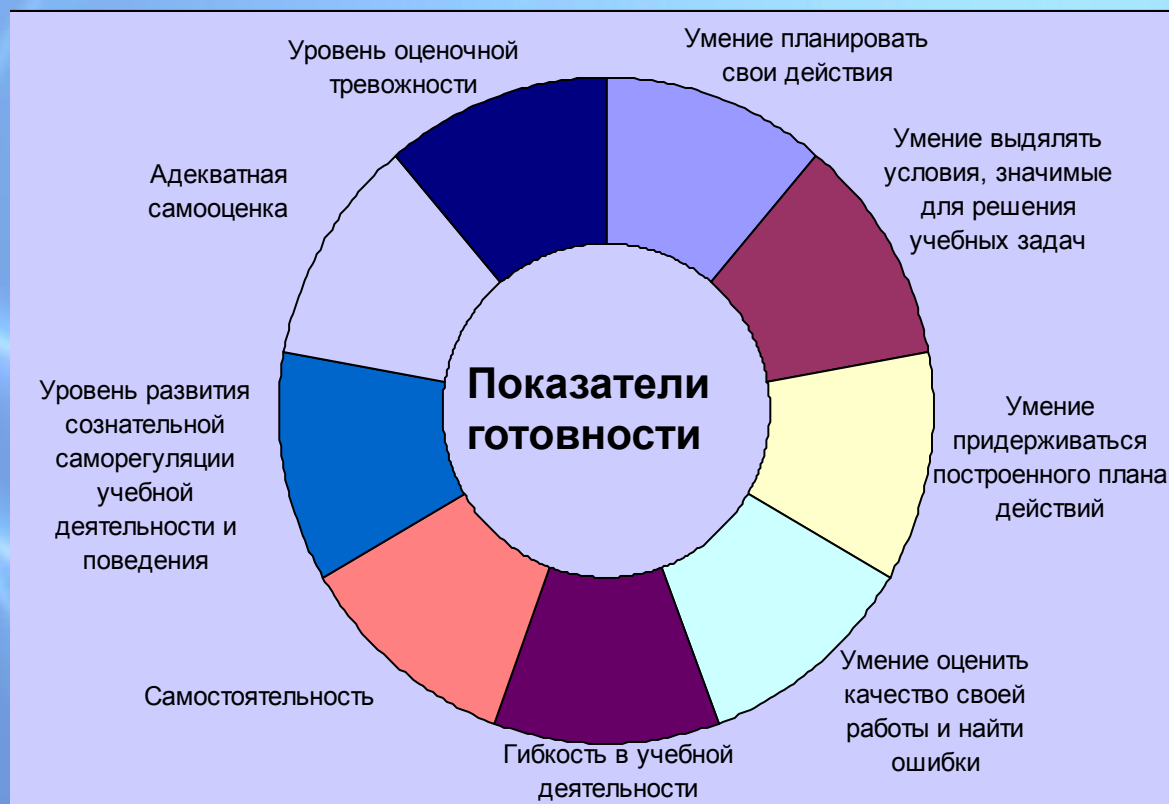 Уровень оценочной
тревожности
Умение планировать
свои действия
Умение выдялять
условия, значимые
для решения
учебных задач
Адекватная
самооценка
Показатели
готовности
Умение
придерживаться
построенного плана
действий
Уровень развития
сознательной
саморегуляции
учебной
деятельности и
поведения
Умение оценить
качество своей
работы и найти
ошибки
Самостоятельность
Гибкость в учебной
деятельности